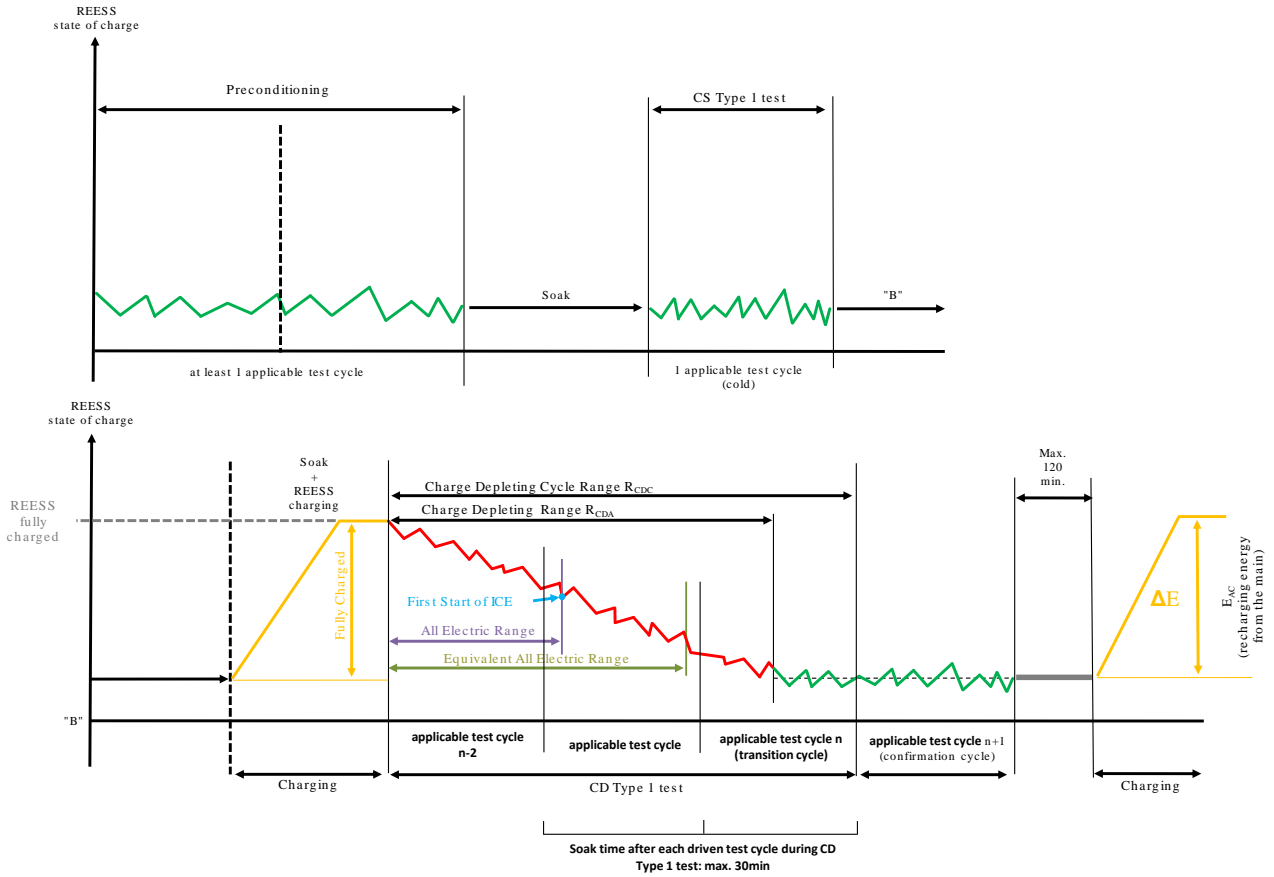 REESS
state of charge
Preconditioning
CS Type 1 test
Soak
"B"
at least 1 applicable test cycle
1 applicable test cycle
(cold)
REESS
state of charge
Soak
+
REESS
charging
Max.
120
min.
REESS
fully
charged
Charge Depleting Cycle Range RCDC
Charge Depleting Range RCDA
Fully Charged
First Start of ICE
All Electric Range
Equivalent All Electric Range
ΔE
EAC
(recharging energy
from the main)
"B"
applicable test cycle
n-2
applicable test cycle
applicable test cycle n
(transition cycle)
applicable test cycle n+1
(confirmation cycle)
Charging
CD Type 1 test
Charging
Soak time after each driven test cycle during CD
Type 1 test: max. 30min